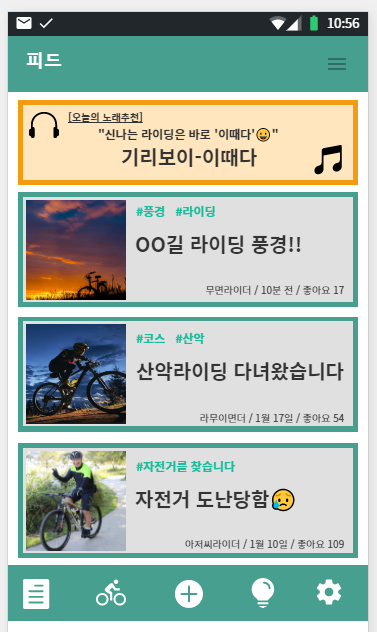 10:56
피드
[오늘의 노래추천]
"신나는 라이딩은 바로 '이때다'😀"
기리보이-이때다
#풍경 #라이딩
OO길 라이딩 풍경!!
무면라이더 / 10분 전 / 좋아요 17
#코스 #산악
산악라이딩 다녀왔습니다
라무이면더 / 1월 17일 / 좋아요 54
#자전거를 찾습니다
자전거 도난당함😥
아저씨라이더 / 1월 10일 / 좋아요 109